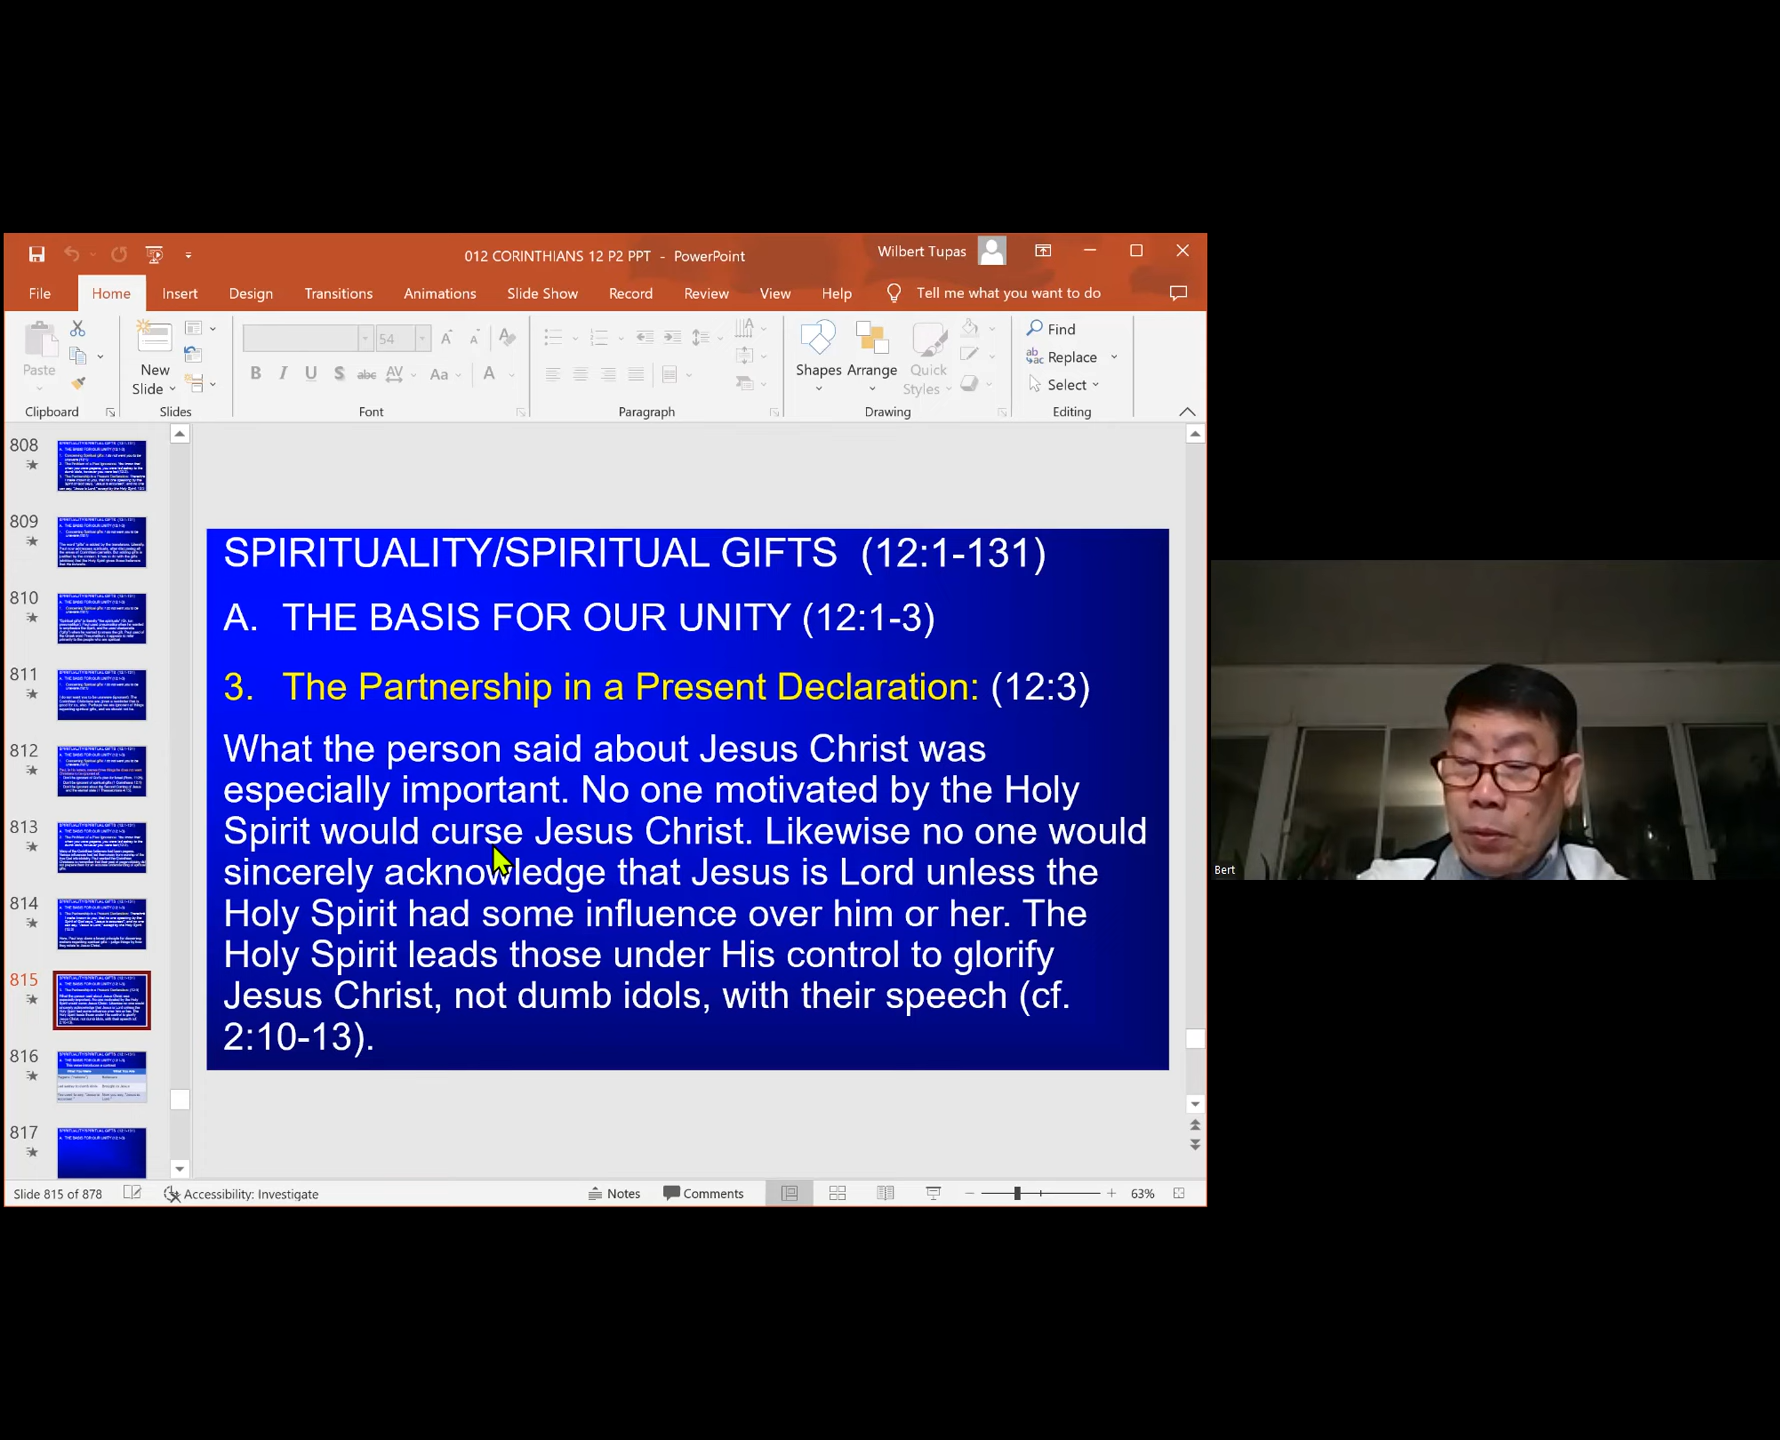 012 CORINTHIANS 12 P2 PPT - PowerPoint
Wilbert Tupas
File Home Insert Design Transitions Animations Slide Show Record Review View Help Tell me what you want to do
Paste
Clipboard
New
Slide
Slides
54
B I U S abc AV Aa A
Font
Paragraph
Shapes Arrange Quick
Styles
Drawing
Find
Replace
Select
Editing
808
809
810
811
812
813
814
815
816
817
SPIRITUALITY/SPIRITUAL GIFTS (12:1-131)
A. THE BASIS FOR OUR UNITY (12:1-3)
3. The Partnership in a Present Declaration: (12:3)
What the person said about Jesus Christ was
especially important. No one motivated by the Holy
Spirit would curse Jesus Christ. Likewise no one would
sincerely acknowledge that Jesus is Lord unless the
Holy Spirit had some influence over him or her. The
Holy Spirit leads those under His control to glorify
Jesus Christ, not dumb idols, with their speech (cf.
2:10-13).
Bert
Slide 815 of 878 Accessibility: Investigate Notes Comments 63%